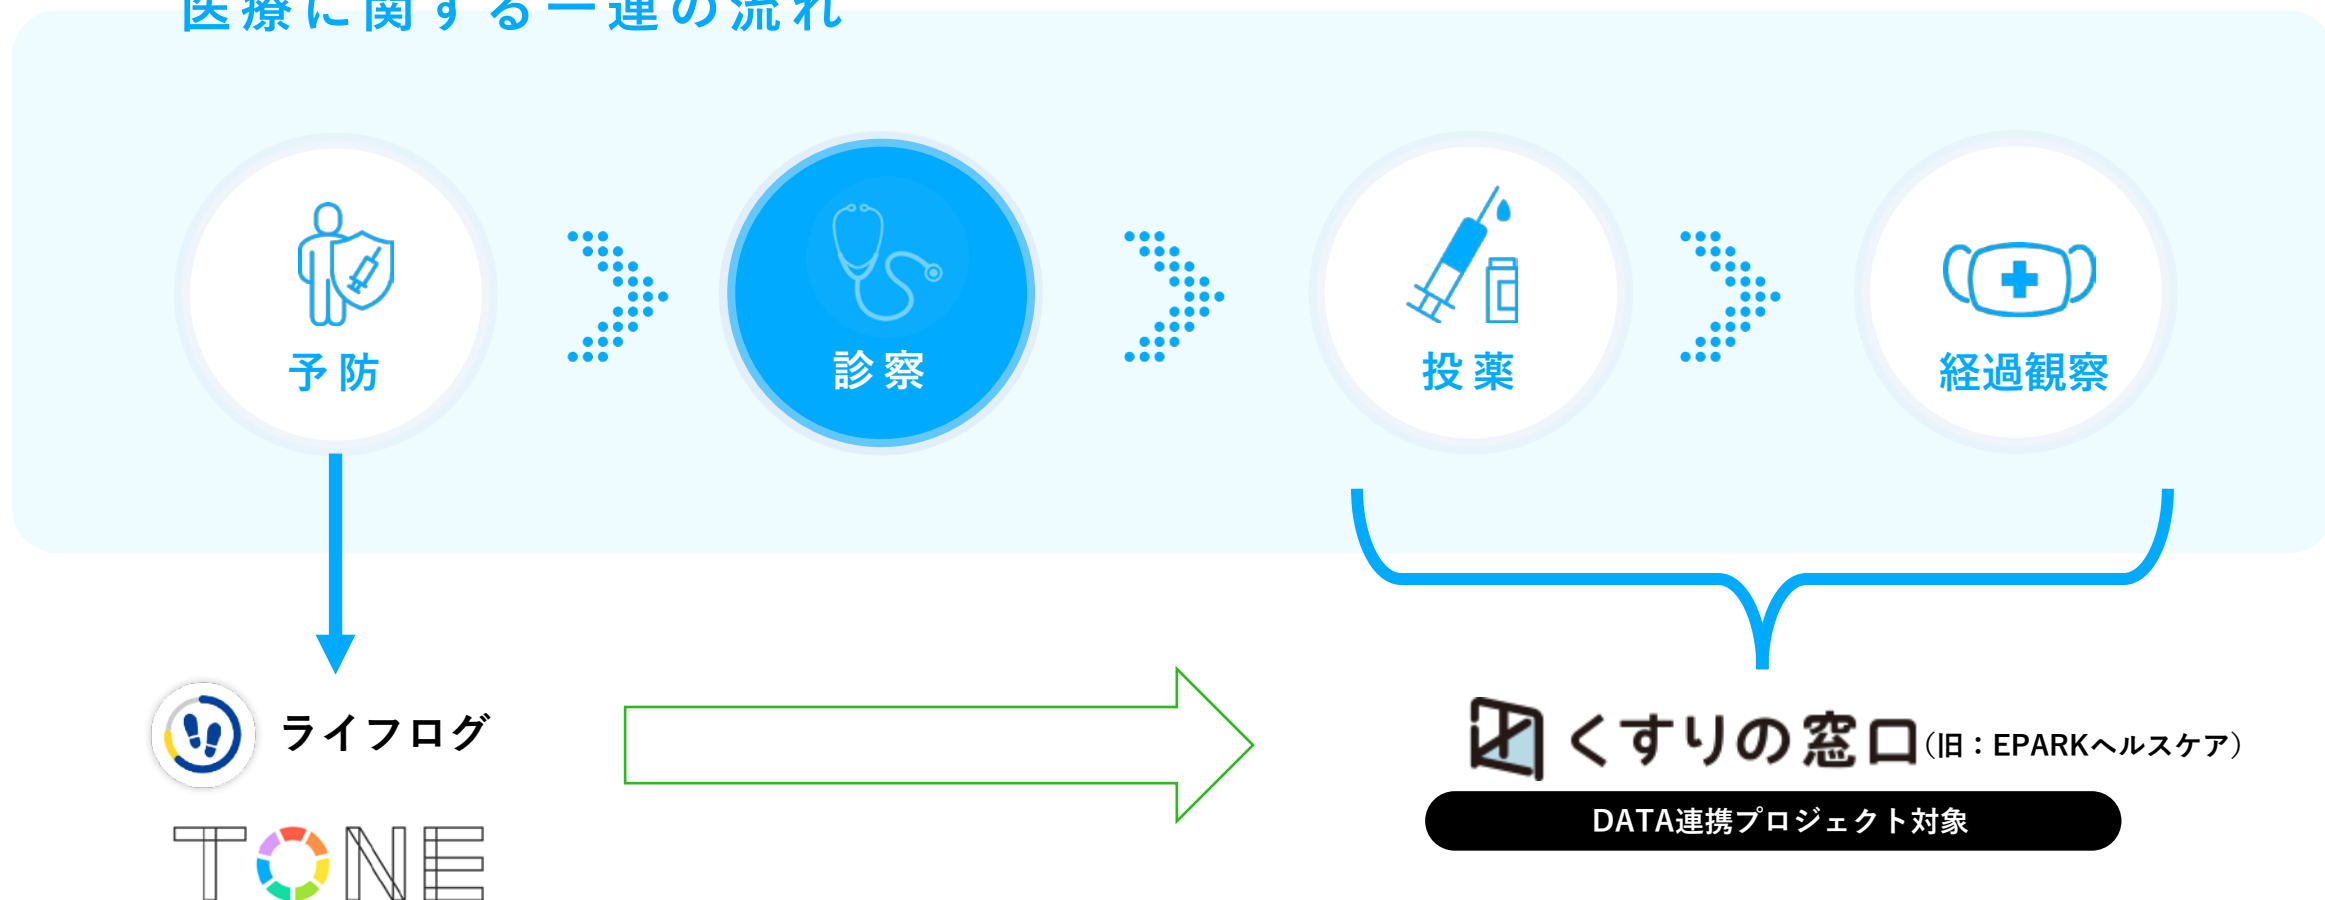 医療に関する一連の流れ
予防
診察
投薬
経過観察
ライフログ
くすりの窓口(旧：EPARKヘルスケア)
DATA連携プロジェクト対象
TONE